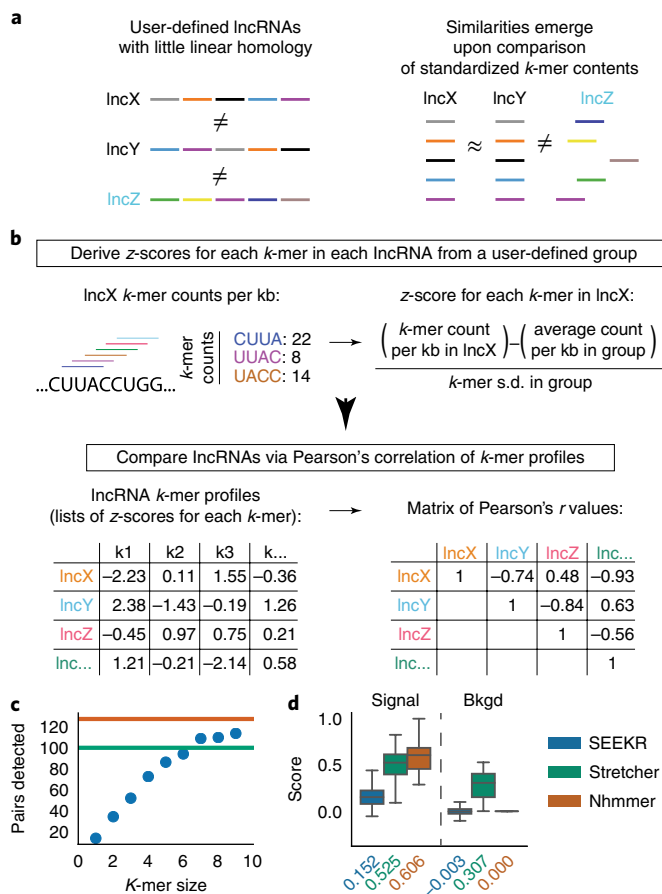 a
User-defined lncRNAs
with little linear homology
lncX
≠
lncY
≠
lncZ
Similarities emerge
upon comparison
of standardized k-mer contents
lncX lncY lncZ
≈ ≠
b
Derive z-scores for each k-mer in each lncRNA from a user-defined group
lncX k-mer counts per kb:
...CUUACCUGG...
k-mer
counts
CUUA: 22
UUAC: 8
UACC: 14
z-score for each k-mer in lncX:
(k-mer count
per kb in lncX) – (average count
per kb in group)
k-mer s.d. in group
Compare lncRNAs via Pearson's correlation of k-mer profiles
lncRNA k-mer profiles
(lists of z-scores for each k-mer):
k1 k2 k3 k...
lncX −2.23 0.11 1.55 −0.36
lncY 2.38 −1.43 −0.19 1.26
lncZ −0.45 0.97 0.75 0.21
lnc... 1.21 −0.21 −2.14 0.58
Matrix of Pearson's r values:
lncX lncY lncZ lnc...
lncX 1 −0.74 0.48 −0.93
lncY 1 −0.84 0.63
lncZ 1 −0.56
lnc... 1
c
Pairs detected
120
100
80
60
40
20
0 2 4 6 8 10
K-mer size
d
Signal Bkgd
Score
1.0
0.5
0.0
0.152 0.525 0.606 −0.003 0.307 0.000
SEEKR
Stretcher
Nhmmer